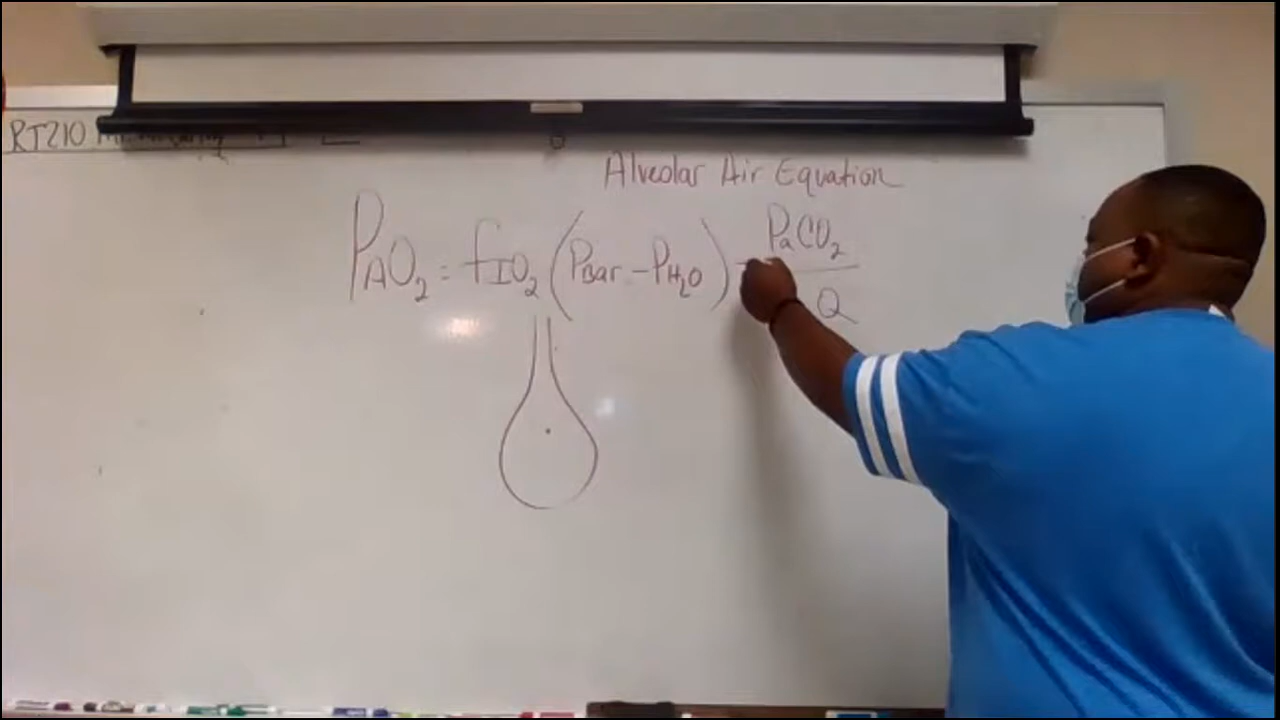 RT210
Alveolar Air Equation
PAO₂ = FIO₂ (PBar - PH₂O) - PaCO₂
Q